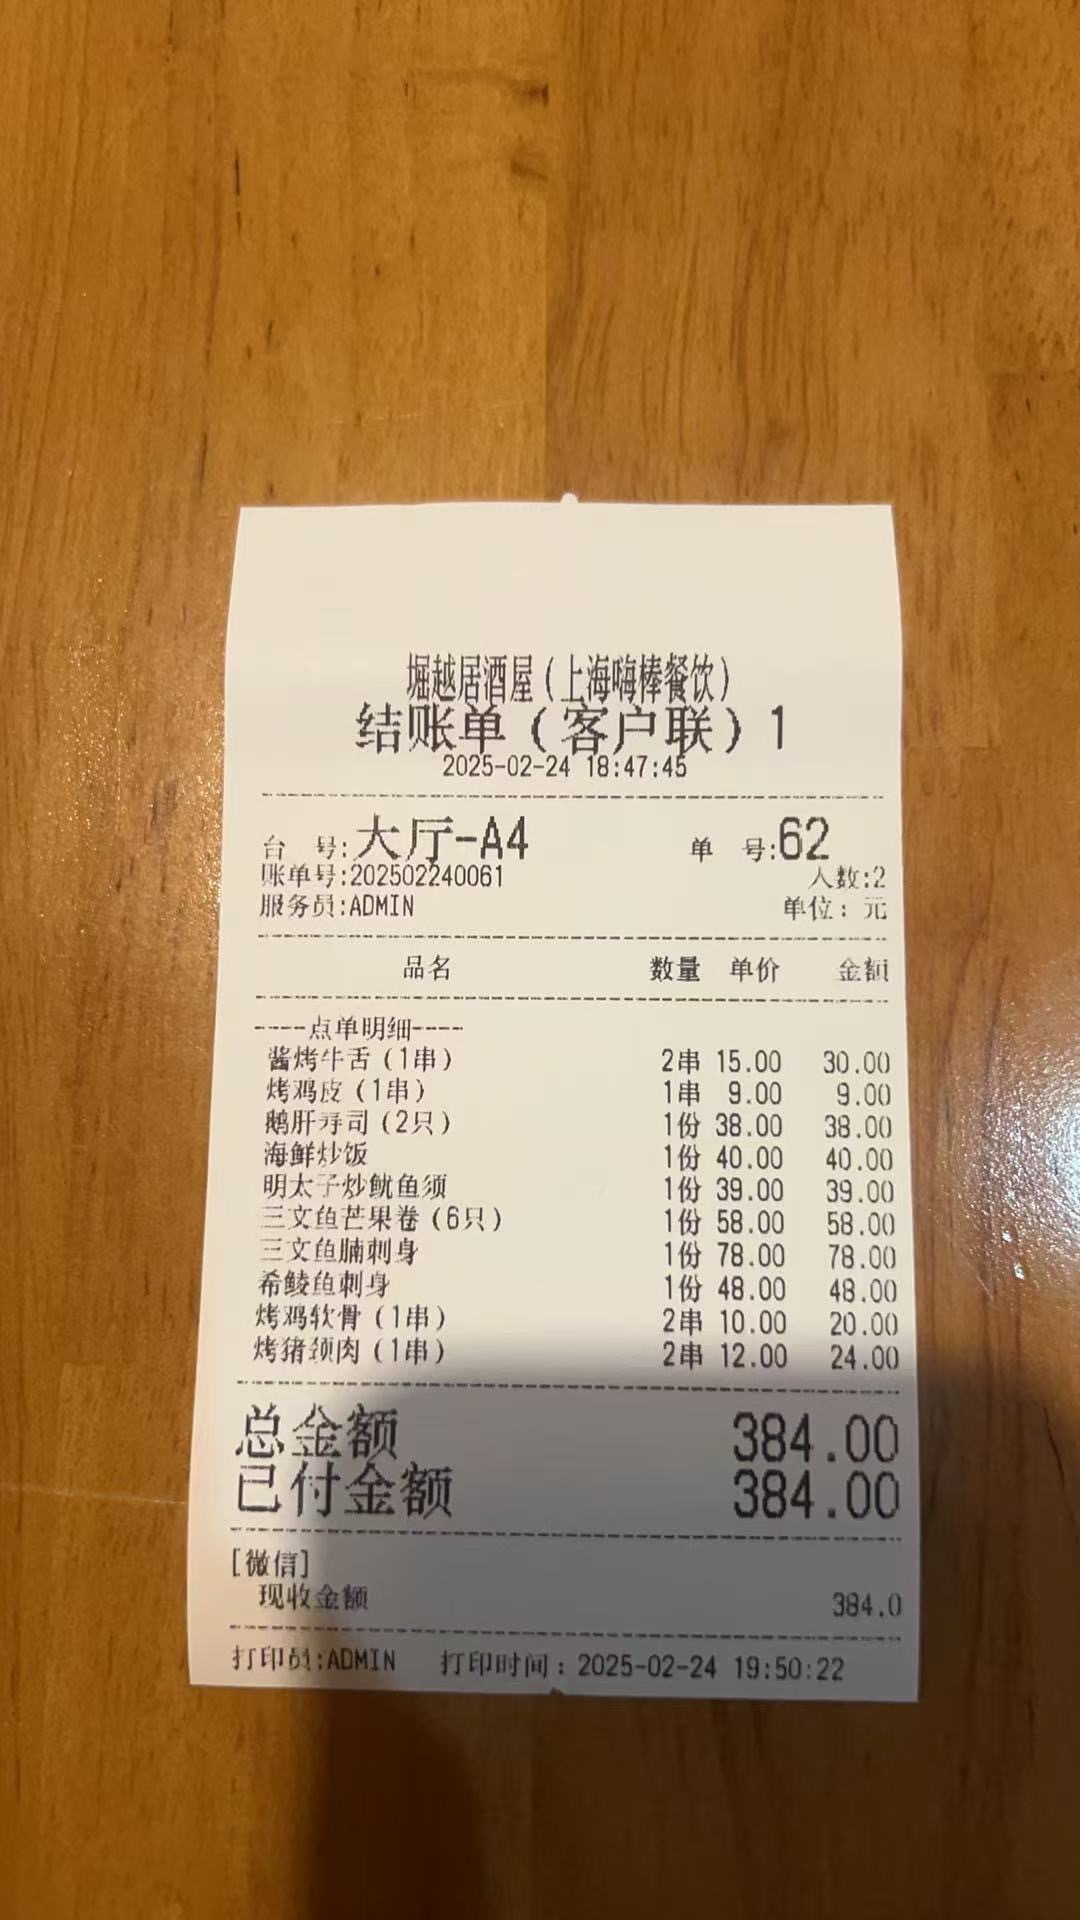 堀越居酒屋(上海嗨棒餐饮)
结账单(客户联)1
2025-02-24 18:47:45
台 号:大厅-A4 单 号:62
账单号:202502240061 人数:2
服务员:ADMIN 单位: 元
品名 数量 单价 金额
----点单明细----
酱烤牛舌(1串) 2串 15.00 30.00
烤鸡皮(1串) 1串 9.00 9.00
鹅肝寿司(2只) 1份 38.00 38.00
海鲜炒饭 1份 40.00 40.00
明太子炒鱿鱼须 1份 39.00 39.00
三文鱼芒果卷(6只) 1份 58.00 58.00
三文鱼腩刺身 1份 78.00 78.00
希鲮鱼刺身 1份 48.00 48.00
烤鸡软骨(1串) 2串 10.00 20.00
烤猪颈肉(1串) 2串 12.00 24.00
总金额 384.00
已付金额 384.00
[微信]
现收金额 384.0
打印员:ADMIN 打印时间:2025-02-24 19:50:22